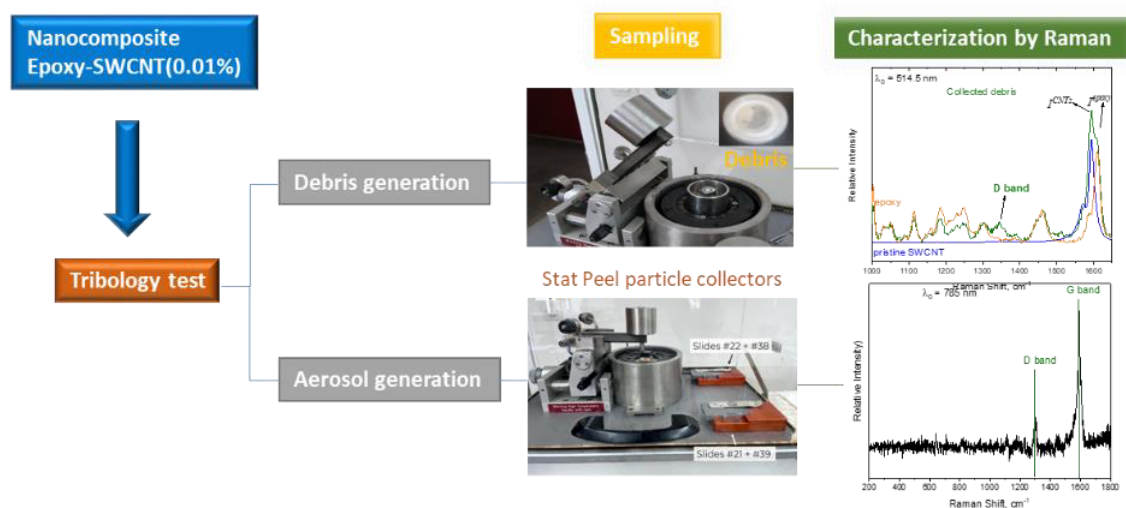 Nanocomposite
Epoxy-SWCNT(0.01%)
Tribology test
Debris generation
Aerosol generation
Sampling
Debris
Stat Peel particle collectors
Slides #22 + #38
Slides #21 + #39
Characterization by Raman
λ0 = 514.5 nm
Collected debris
I CNTs
I epoxy
D band
epoxy
pristine SWCNT
Relative Intensity
1000 1100 1200 1300 1400 1500 1600
Raman Shift, cm-1
λ0 = 785 nm
G band
D band
Relative Intensity)
200 400 600 800 1000 1200 1400 1600 1800
Raman Shift, cm-1